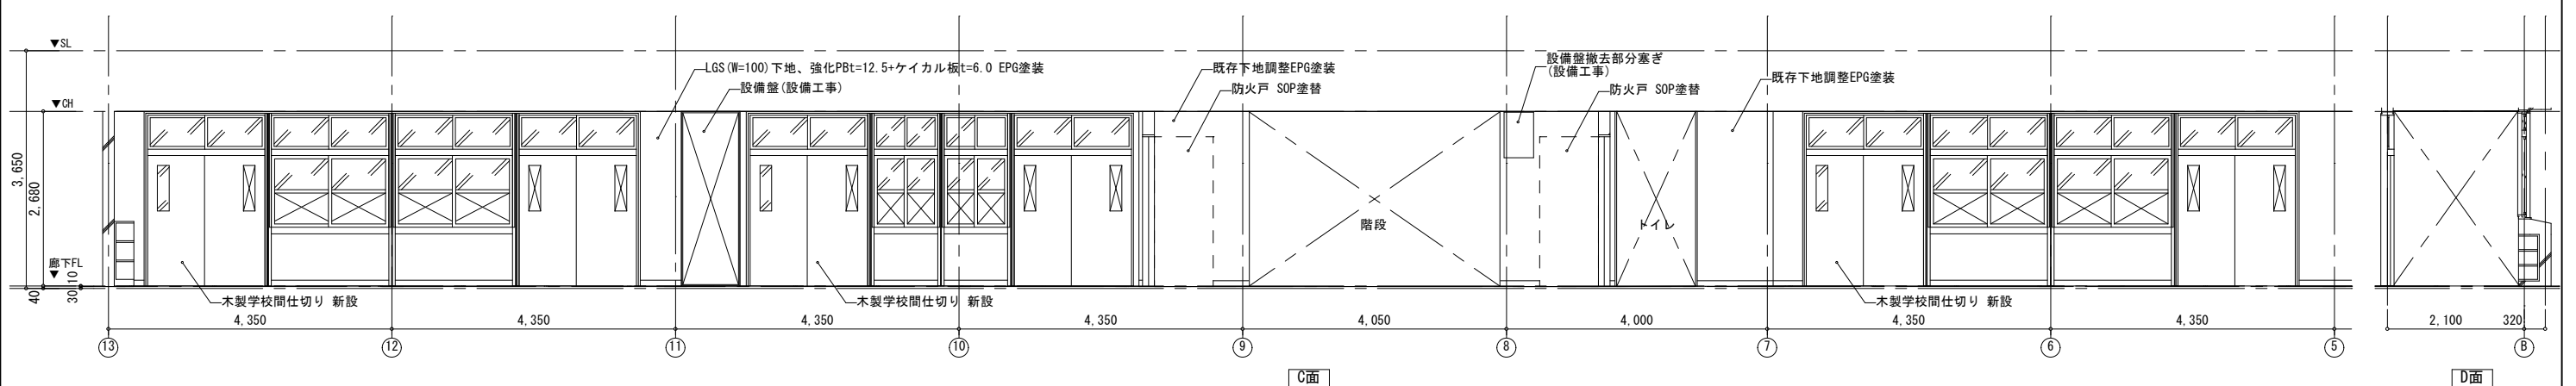 ▼SL
LGS(W=100)下地、強化PBt=12.5+ケイカル板t=6.0 EPG塗装
設備盤(設備工事)
既存下地調整EPG塗装
防火戸 SOP塗替
設備盤撤去部分塞ぎ
(設備工事)
防火戸 SOP塗替
既存下地調整EPG塗装
▼CH
3,650
2,680
階段
トイレ
廊下FL
▼
10
30
40
木製学校間仕切り 新設
木製学校間仕切り 新設
木製学校間仕切り 新設
4,350
4,350
4,350
4,350
4,050
4,000
4,350
4,350
2,100
320
13
12
11
10
9
8
7
6
5
B
C面
D面